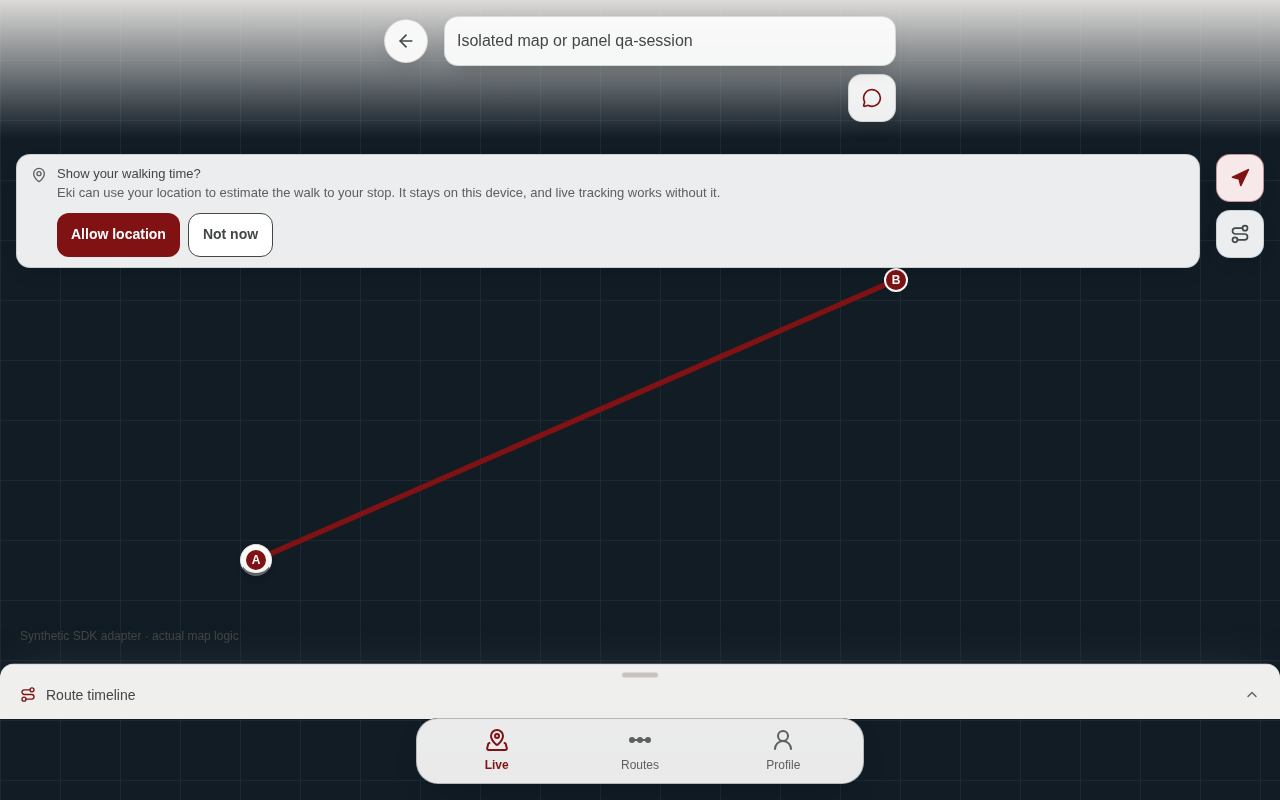 Isolated map or panel qa-session
Show your walking time?
Eki can use your location to estimate the walk to your stop. It stays on this device, and live tracking works without it.
Allow location
Not now
B
A
Synthetic SDK adapter · actual map logic
Route timeline
Live
Routes
Profile